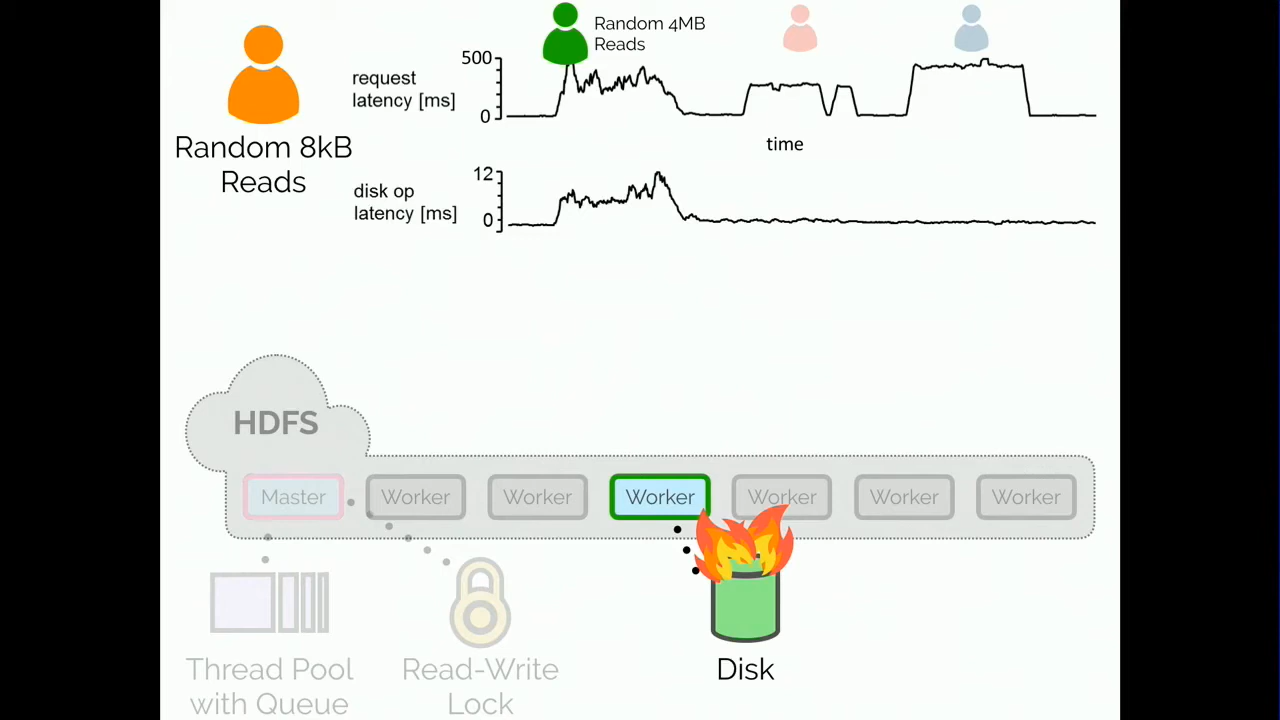 Random 4MB
Reads
Random 8kB
Reads
request
latency [ms]
500
0
time
disk op
latency [ms]
12
0
HDFS
Master
Worker
Worker
Worker
Worker
Worker
Worker
Thread Pool
with Queue
Read-Write
Lock
Disk